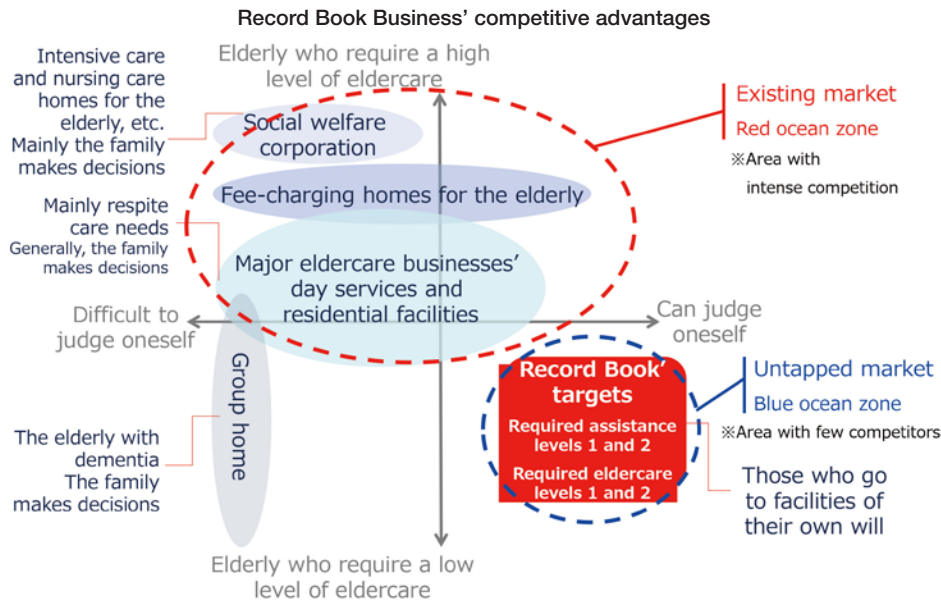 Record Book Business' competitive advantages
Elderly who require a high
level of eldercare
Intensive care
and nursing care
homes for the
elderly, etc.
Mainly the family
makes decisions
Social welfare
corporation
Existing market
Red ocean zone
※Area with
intense competition
Fee-charging homes for the elderly
Mainly respite
care needs
Generally, the family
makes decisions
Major eldercare businesses'
day services and
residential facilities
Difficult to
judge oneself
Can judge
oneself
Group home
Record Book'
targets
Required assistance
levels 1 and 2
Required eldercare
levels 1 and 2
Untapped market
Blue ocean zone
※Area with few competitors
The elderly with
dementia
The family
makes decisions
Those who go
to facilities of
their own will
Elderly who require a low
level of eldercare